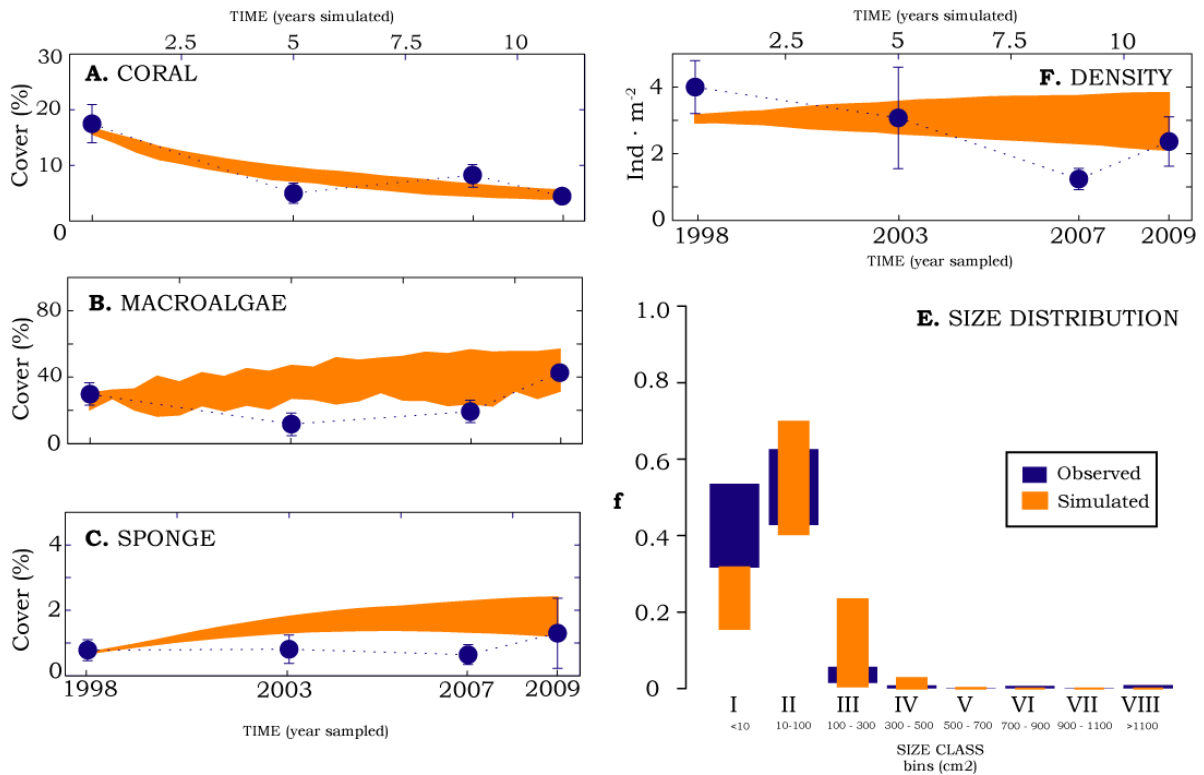 TIME (years simulated)
2.5 5 7.5 10
30
20
10
0
Cover (%)
A. CORAL
80
40
0
Cover (%)
B. MACROALGAE
4
2
0
Cover (%)
C. SPONGE
1998 2003 2007 2009
TIME (year sampled)
TIME (years simulated)
2.5 5 7.5 10
4
2
0
Ind · m-2
F. DENSITY
1998 2003 2007 2009
TIME (year sampled)
E. SIZE DISTRIBUTION
1.0
0.8
0.6
0.4
0.2
0
f
Observed
Simulated
I II III IV V VI VII VIII
<10 10-100 100 - 300 300 - 500 500 - 700 700 - 900 900 - 1100 >1100
SIZE CLASS
bins (cm2)